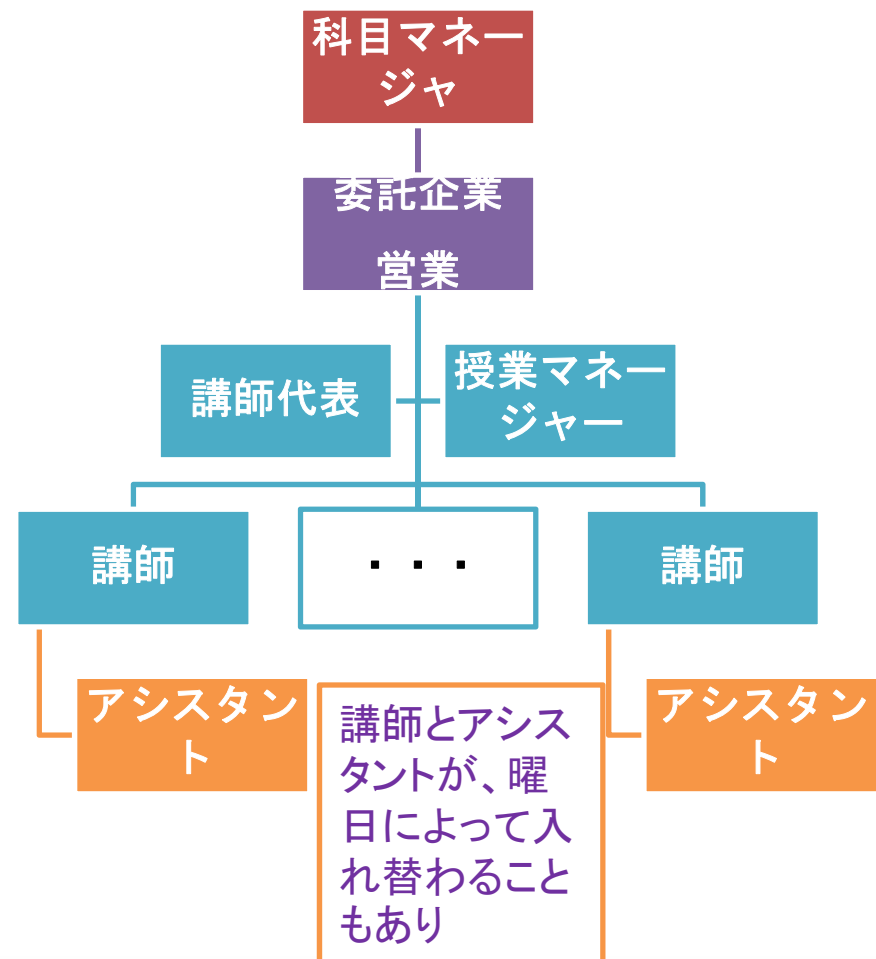 科目マネー
ジャ
委託企業
営業
講師代表
授業マネー
ジャー
講師
・・・
講師
アシスタン
ト
講師とアシス
タントが、曜
日によって入
れ替わること
もあり
アシスタン
ト